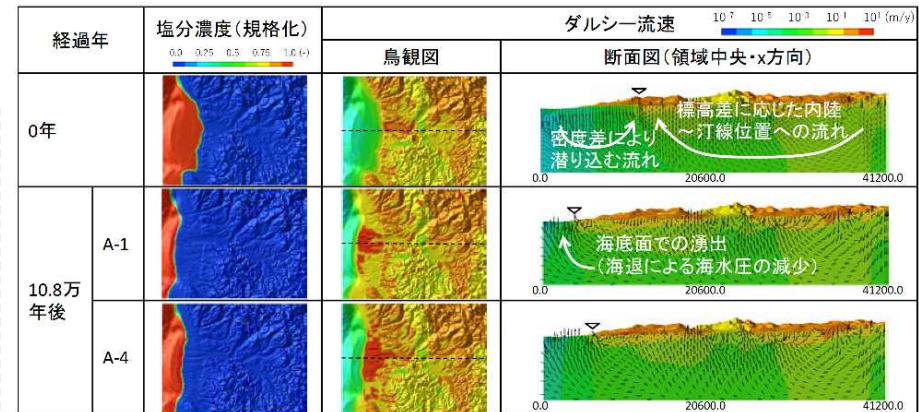 経過年
塩分濃度(規格化)
0.0 0.25 0.5 0.75 1.0 (-)
ダルシー流速
10⁻⁷ 10⁻⁵ 10⁻³ 10⁻¹ 10¹ (m/y)
鳥観図
断面図(領域中央・x方向)
0年
密度差により
潜り込む流れ
標高差に応じた内陸
~汀線位置への流れ
0.0 20600.0 41200.0
10.8万
年後
A-1
海底面での湧出
(海退による海水圧の減少)
0.0 20600.0 41200.0
A-4
0.0 20600.0 41200.0